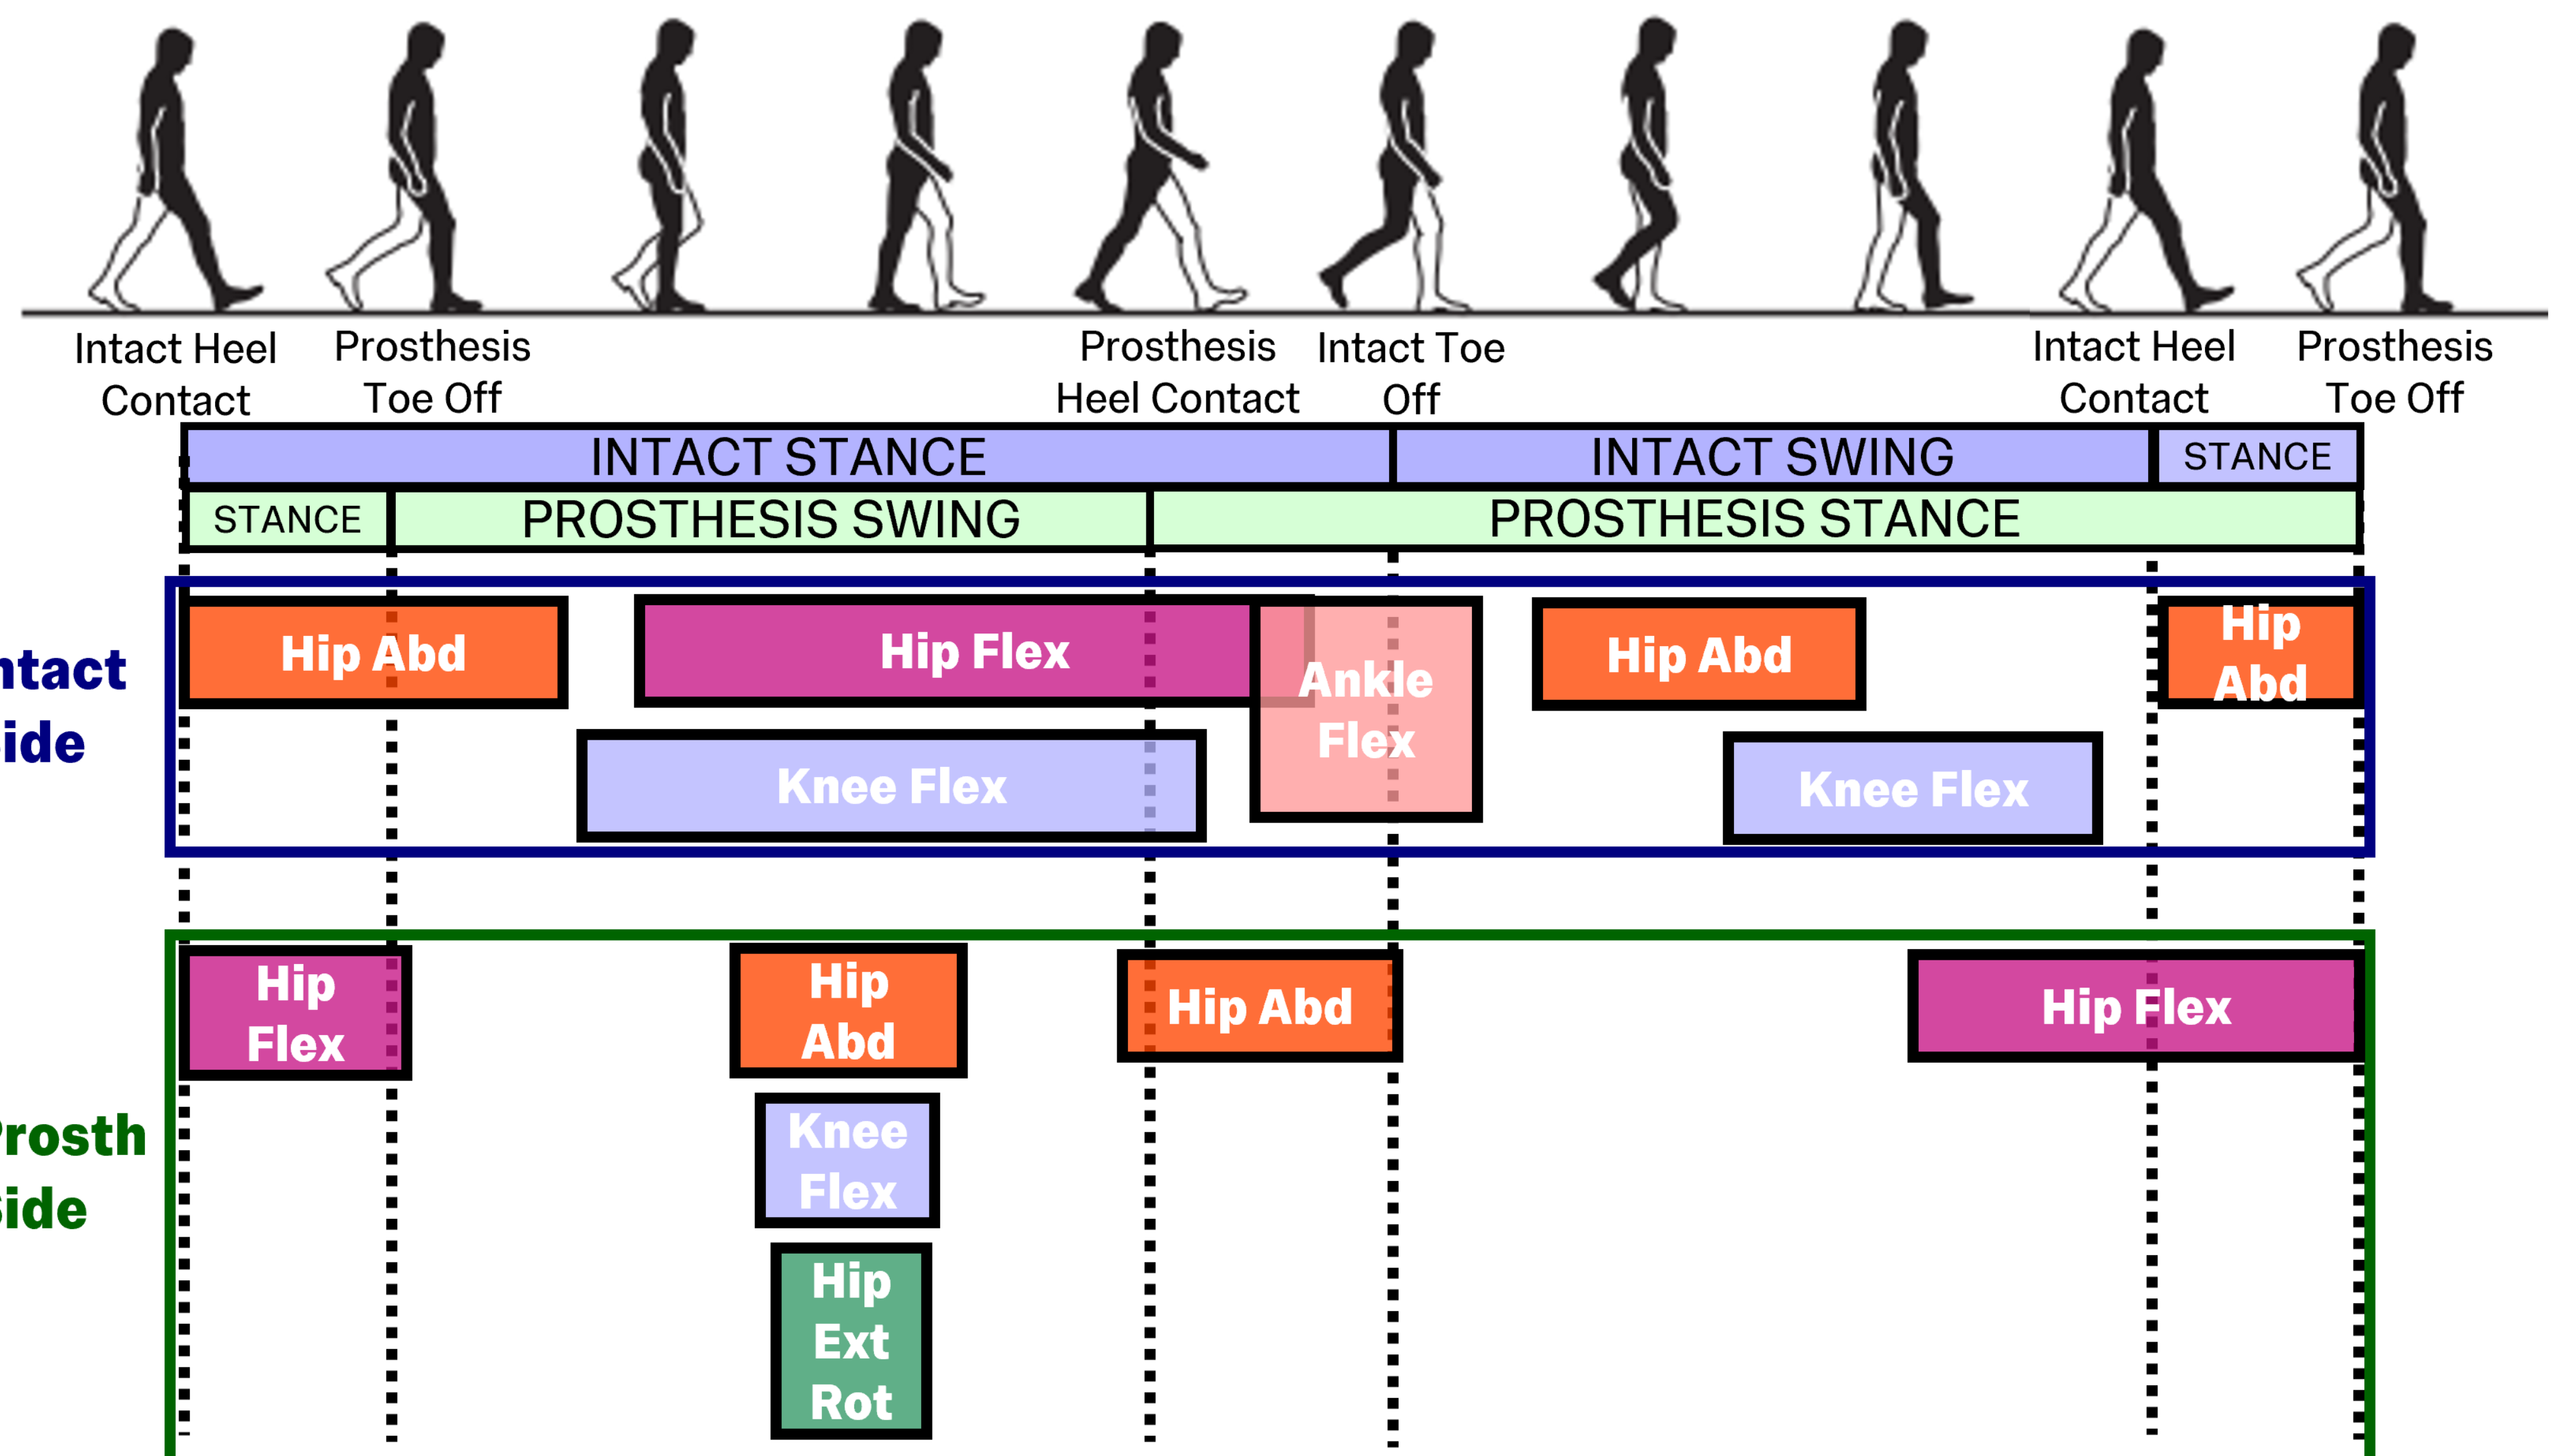 Intact Heel
Contact
Prosthesis
Toe Off
Prosthesis
Heel Contact
Intact Toe
Off
Intact Heel
Contact
Prosthesis
Toe Off
INTACT STANCE
INTACT SWING
STANCE
STANCE
PROSTHESIS SWING
PROSTHESIS STANCE
ntact
ide
Hip Abd
Hip Flex
Ankle
Flex
Hip Abd
Hip
Abd
Knee Flex
Knee Flex
rosth
ide
Hip
Flex
Hip
Abd
Hip Abd
Hip Flex
Knee
Flex
Hip
Ext
Rot